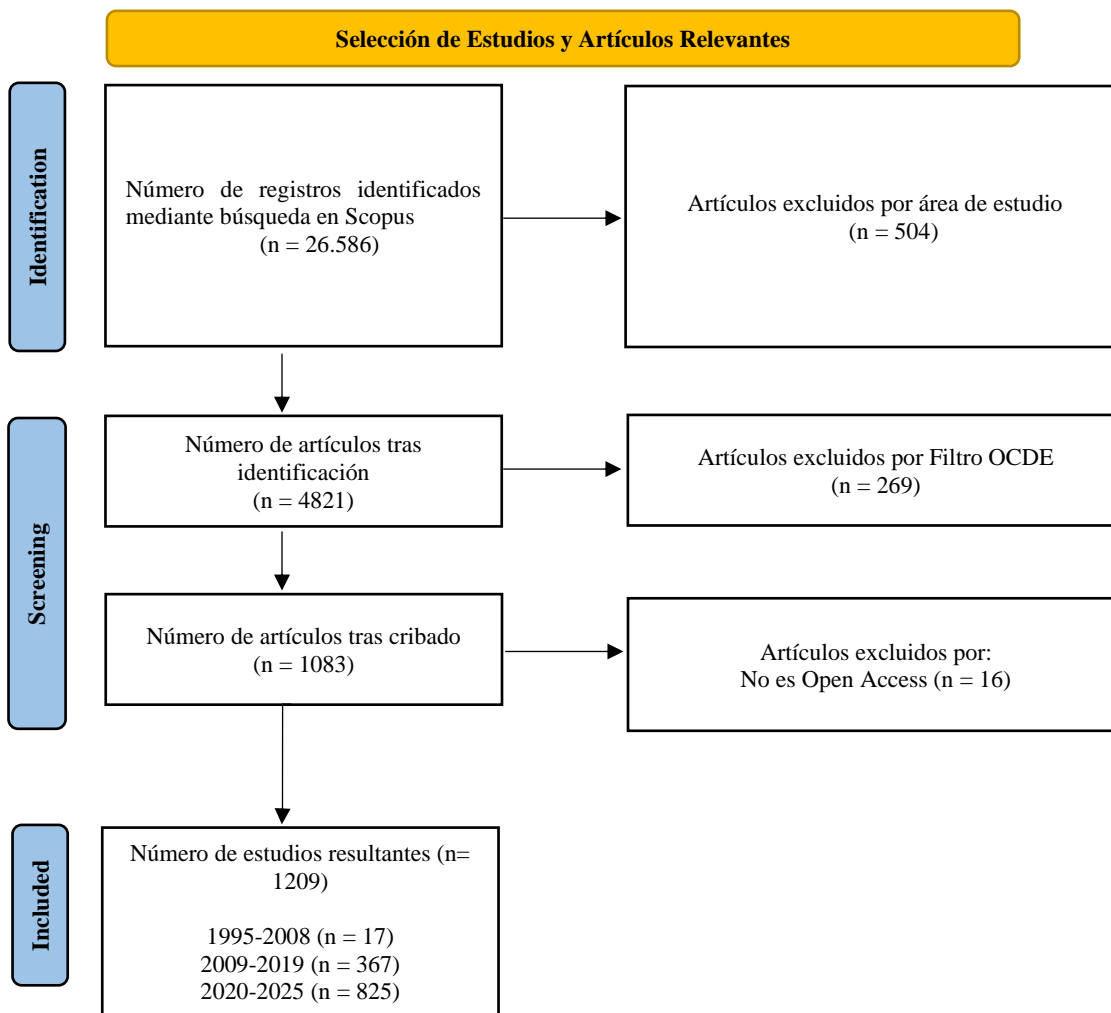 Selección de Estudios y Artículos Relevantes
Identification
Número de registros identificados
mediante búsqueda en Scopus
(n = 26.586)
Artículos excluidos por área de estudio
(n = 504)
Screening
Número de artículos tras
identificación
(n = 4821)
Artículos excluidos por Filtro OCDE
(n = 269)
Número de artículos tras cribado
(n = 1083)
Artículos excluidos por:
No es Open Access (n = 16)
Included
Número de estudios resultantes (n=
1209)
1995-2008 (n = 17)
2009-2019 (n = 367)
2020-2025 (n = 825)